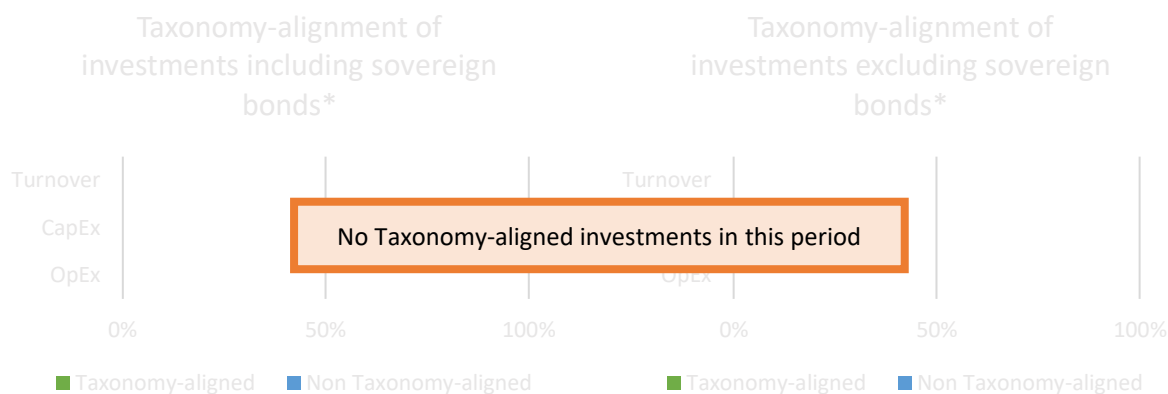 Taxonomy-alignment of
investments including sovereign
bonds*
Turnover
CapEx
OpEx
0%
50%
100%
Taxonomy-aligned
Non Taxonomy-aligned
No Taxonomy-aligned investments in this period
Taxonomy-alignment of
investments excluding sovereign
bonds*
Turnover
OpEx
0%
50%
100%
Taxonomy-aligned
Non Taxonomy-aligned